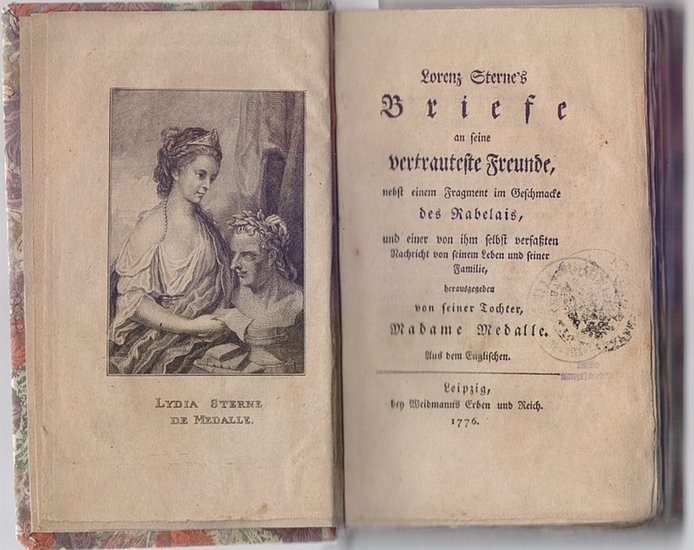 LYDIA STERNE
DE MEDALLE.
Lorenz Sterne's
Briefe
an seine
vertrauteste Freunde,
nebst einem Fragment im Geschmacke
des Rabelais,
und einer von ihm selbst verfaßten
Nachricht von seinem Leben und seiner
Familie,
herausgegeben
von seiner Tochter,
Madame Medalle.
Aus dem Englischen.
Leipzig,
bey Weidmanns Erben und Reich.
1776.